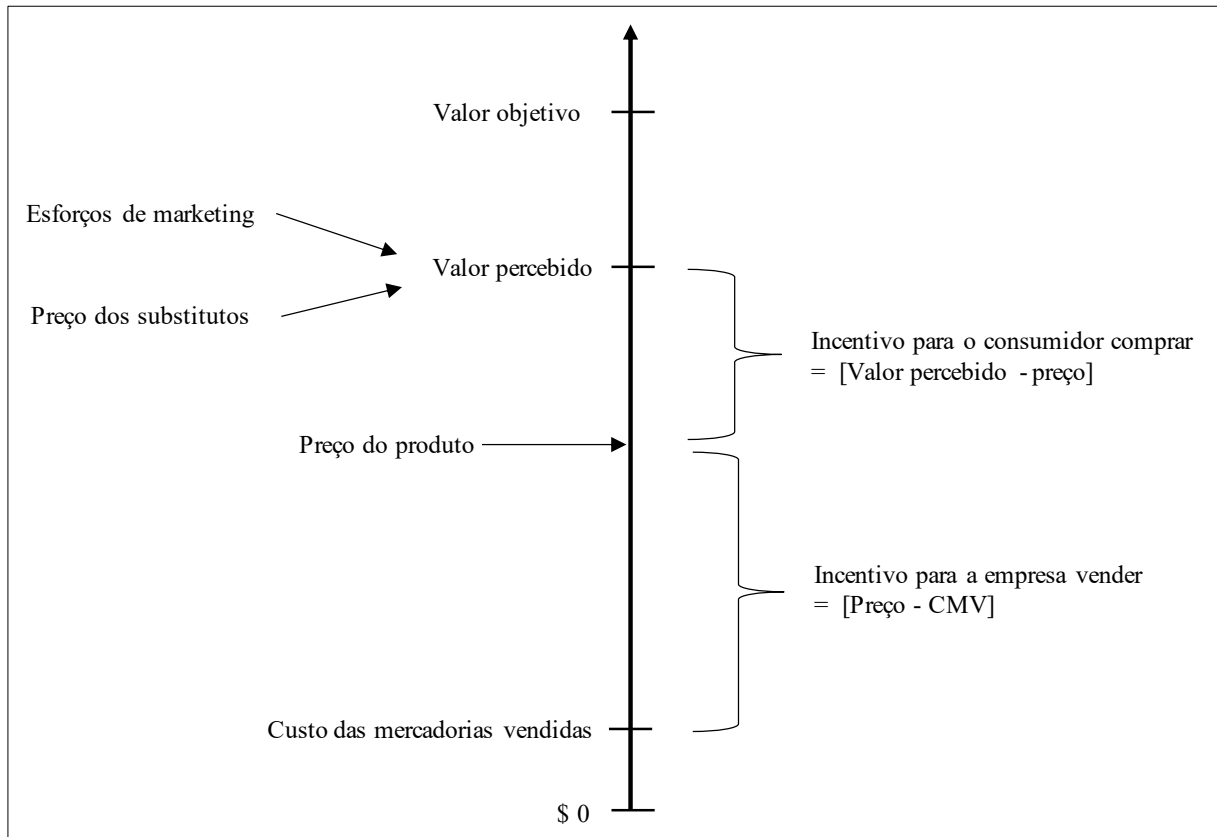 Valor objetivo
Esforços de marketing
Valor percebido
Preço dos substitutos
Incentivo para o consumidor comprar
= [Valor percebido - preço]
Preço do produto
Incentivo para a empresa vender
= [Preço - CMV]
Custo das mercadorias vendidas
$ 0